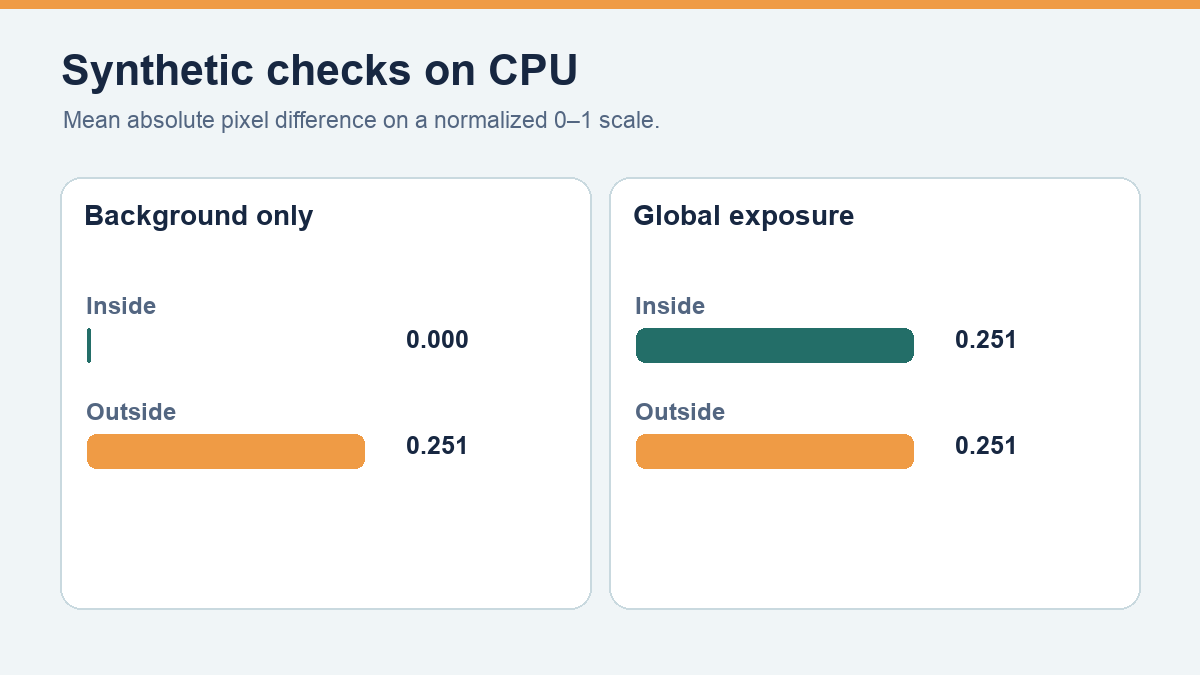 Synthetic checks on CPU
Mean absolute pixel difference on a normalized 0–1 scale.
Background only
Inside
0.000
Outside
0.251
Global exposure
Inside
0.251
Outside
0.251